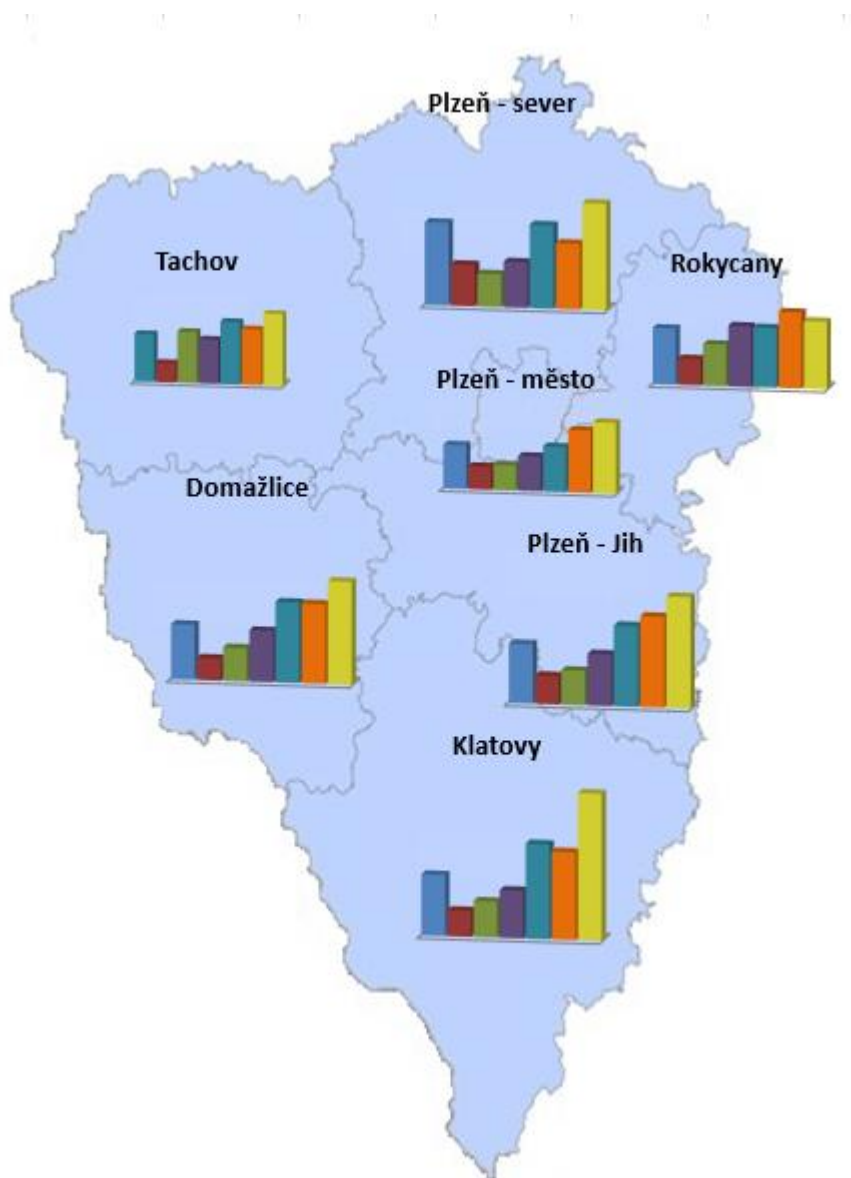 Plzeň - sever
Tachov
Rokycany
Plzeň - město
Domažlice
Plzeň - Jih
Klatovy